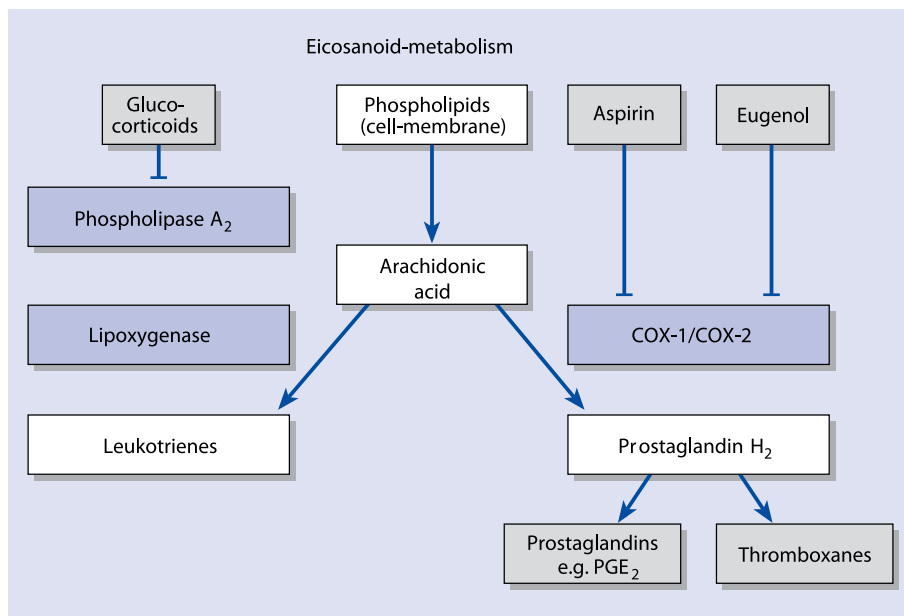 Eicosanoid-metabolism
Gluco-
corticoids
Phospholipids
(cell-membrane)
Aspirin
Eugenol
Phospholipase A₂
Arachidonic
acid
Lipoxygenase
COX-1/COX-2
Leukotrienes
Prostaglandin H₂
Prostaglandins
e.g. PGE₂
Thromboxanes